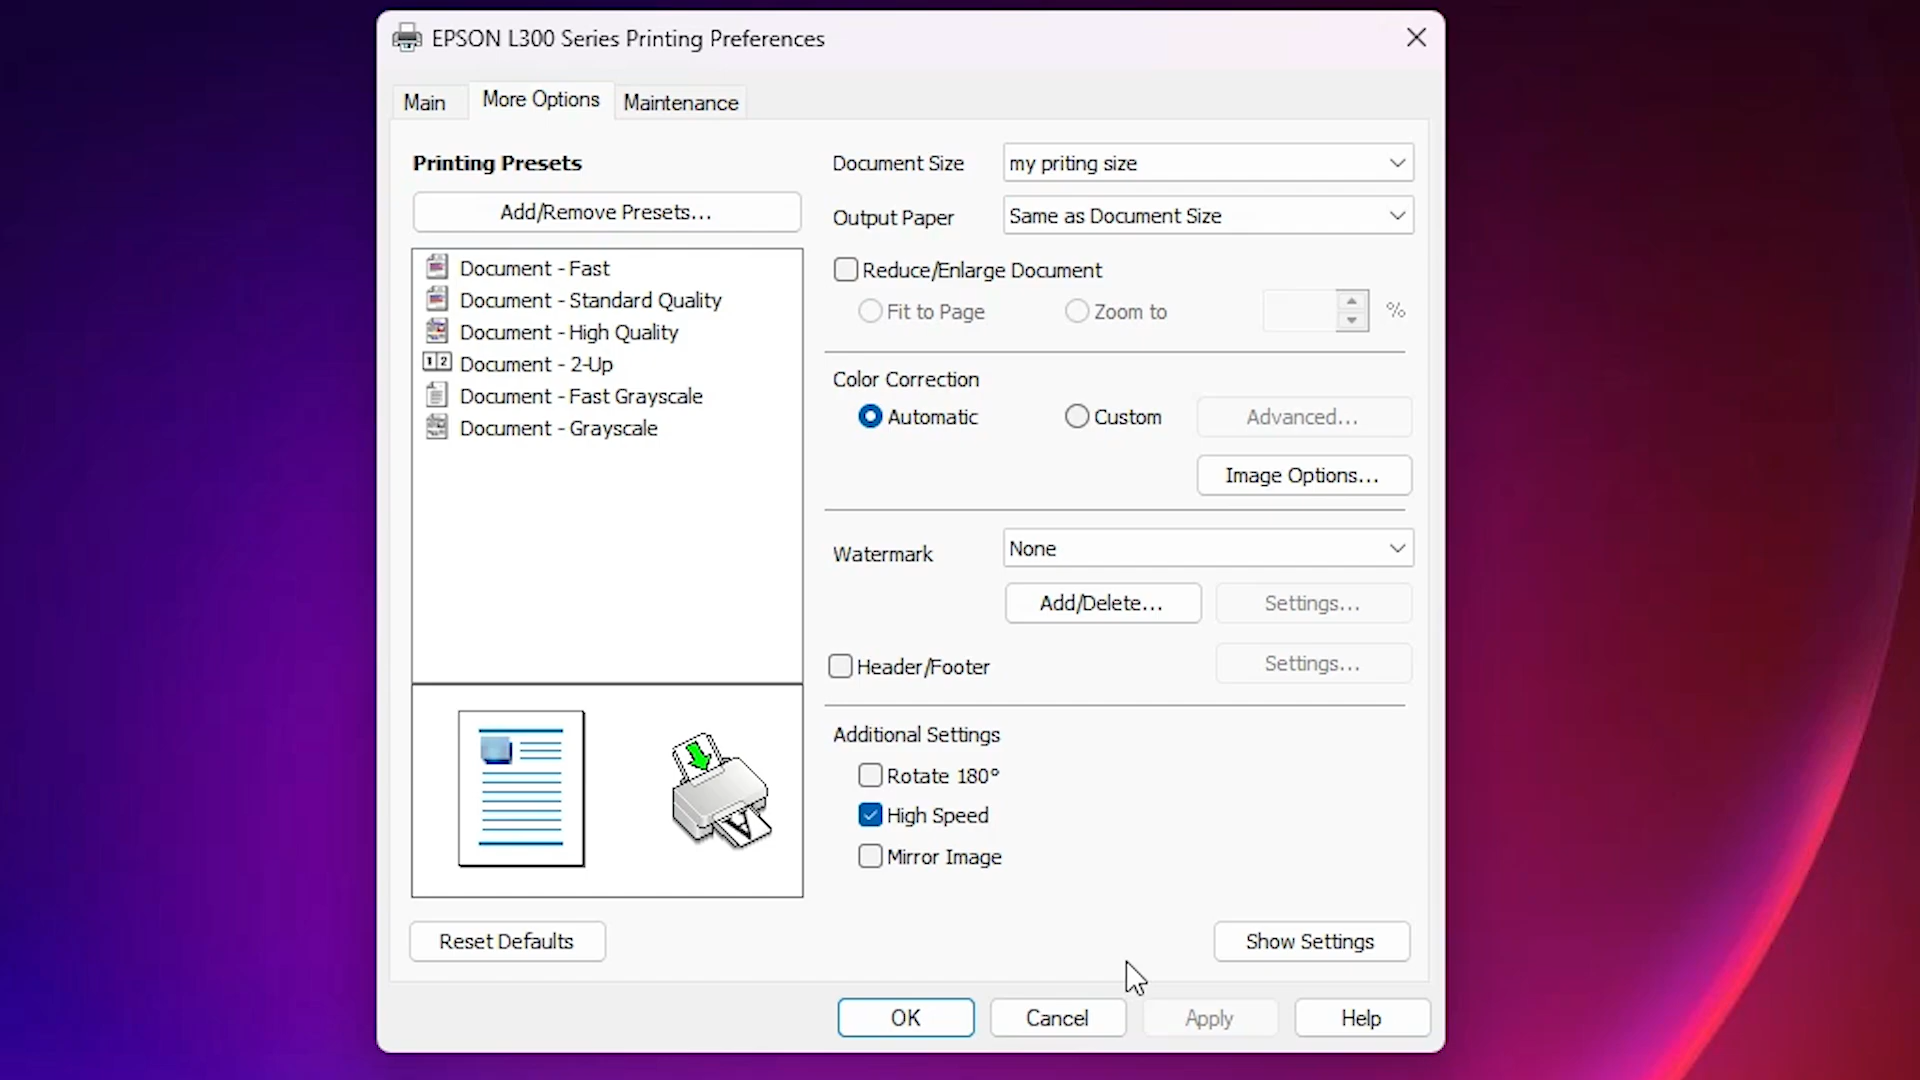 EPSON L300 Series Printing Preferences
Main
More Options
Maintenance
Printing Presets
Add/Remove Presets...
Document - Fast
Document - Standard Quality
Document - High Quality
1 2 Document - 2-Up
Document - Fast Grayscale
Document - Grayscale
Reset Defaults
Document Size
my priting size
Output Paper
Same as Document Size
Reduce/Enlarge Document
Fit to Page
Zoom to
%
Color Correction
Automatic
Custom
Advanced...
Image Options...
Watermark
None
Add/Delete...
Settings...
Header/Footer
Settings...
Additional Settings
Rotate 180°
High Speed
Mirror Image
Show Settings
OK
Cancel
Apply
Help